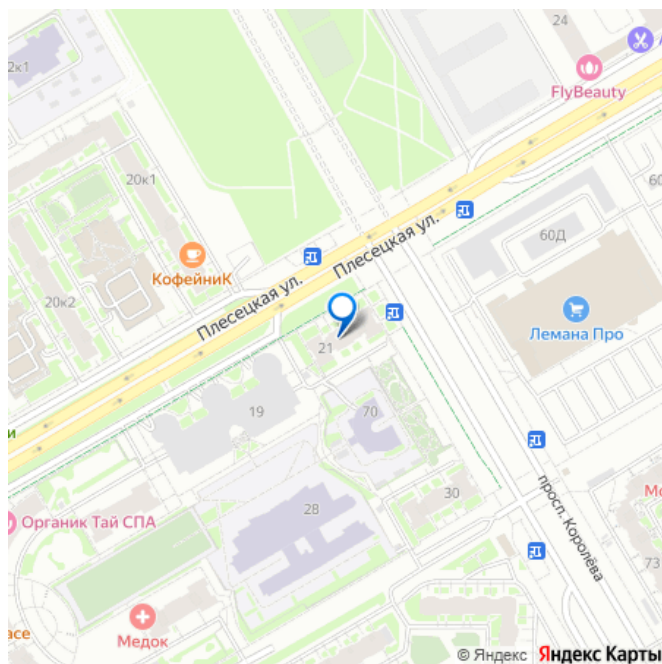 24
FlyBeauty
2к1
20к1
КофейниК
20к2
Плесецкая ул.
Плесецкая ул.
60Д
Лемана Про
21
19
70
и
28
30
просп. Королёва
Органик Тай СПА
Медок
73
© Яндекс Яндекс Карты